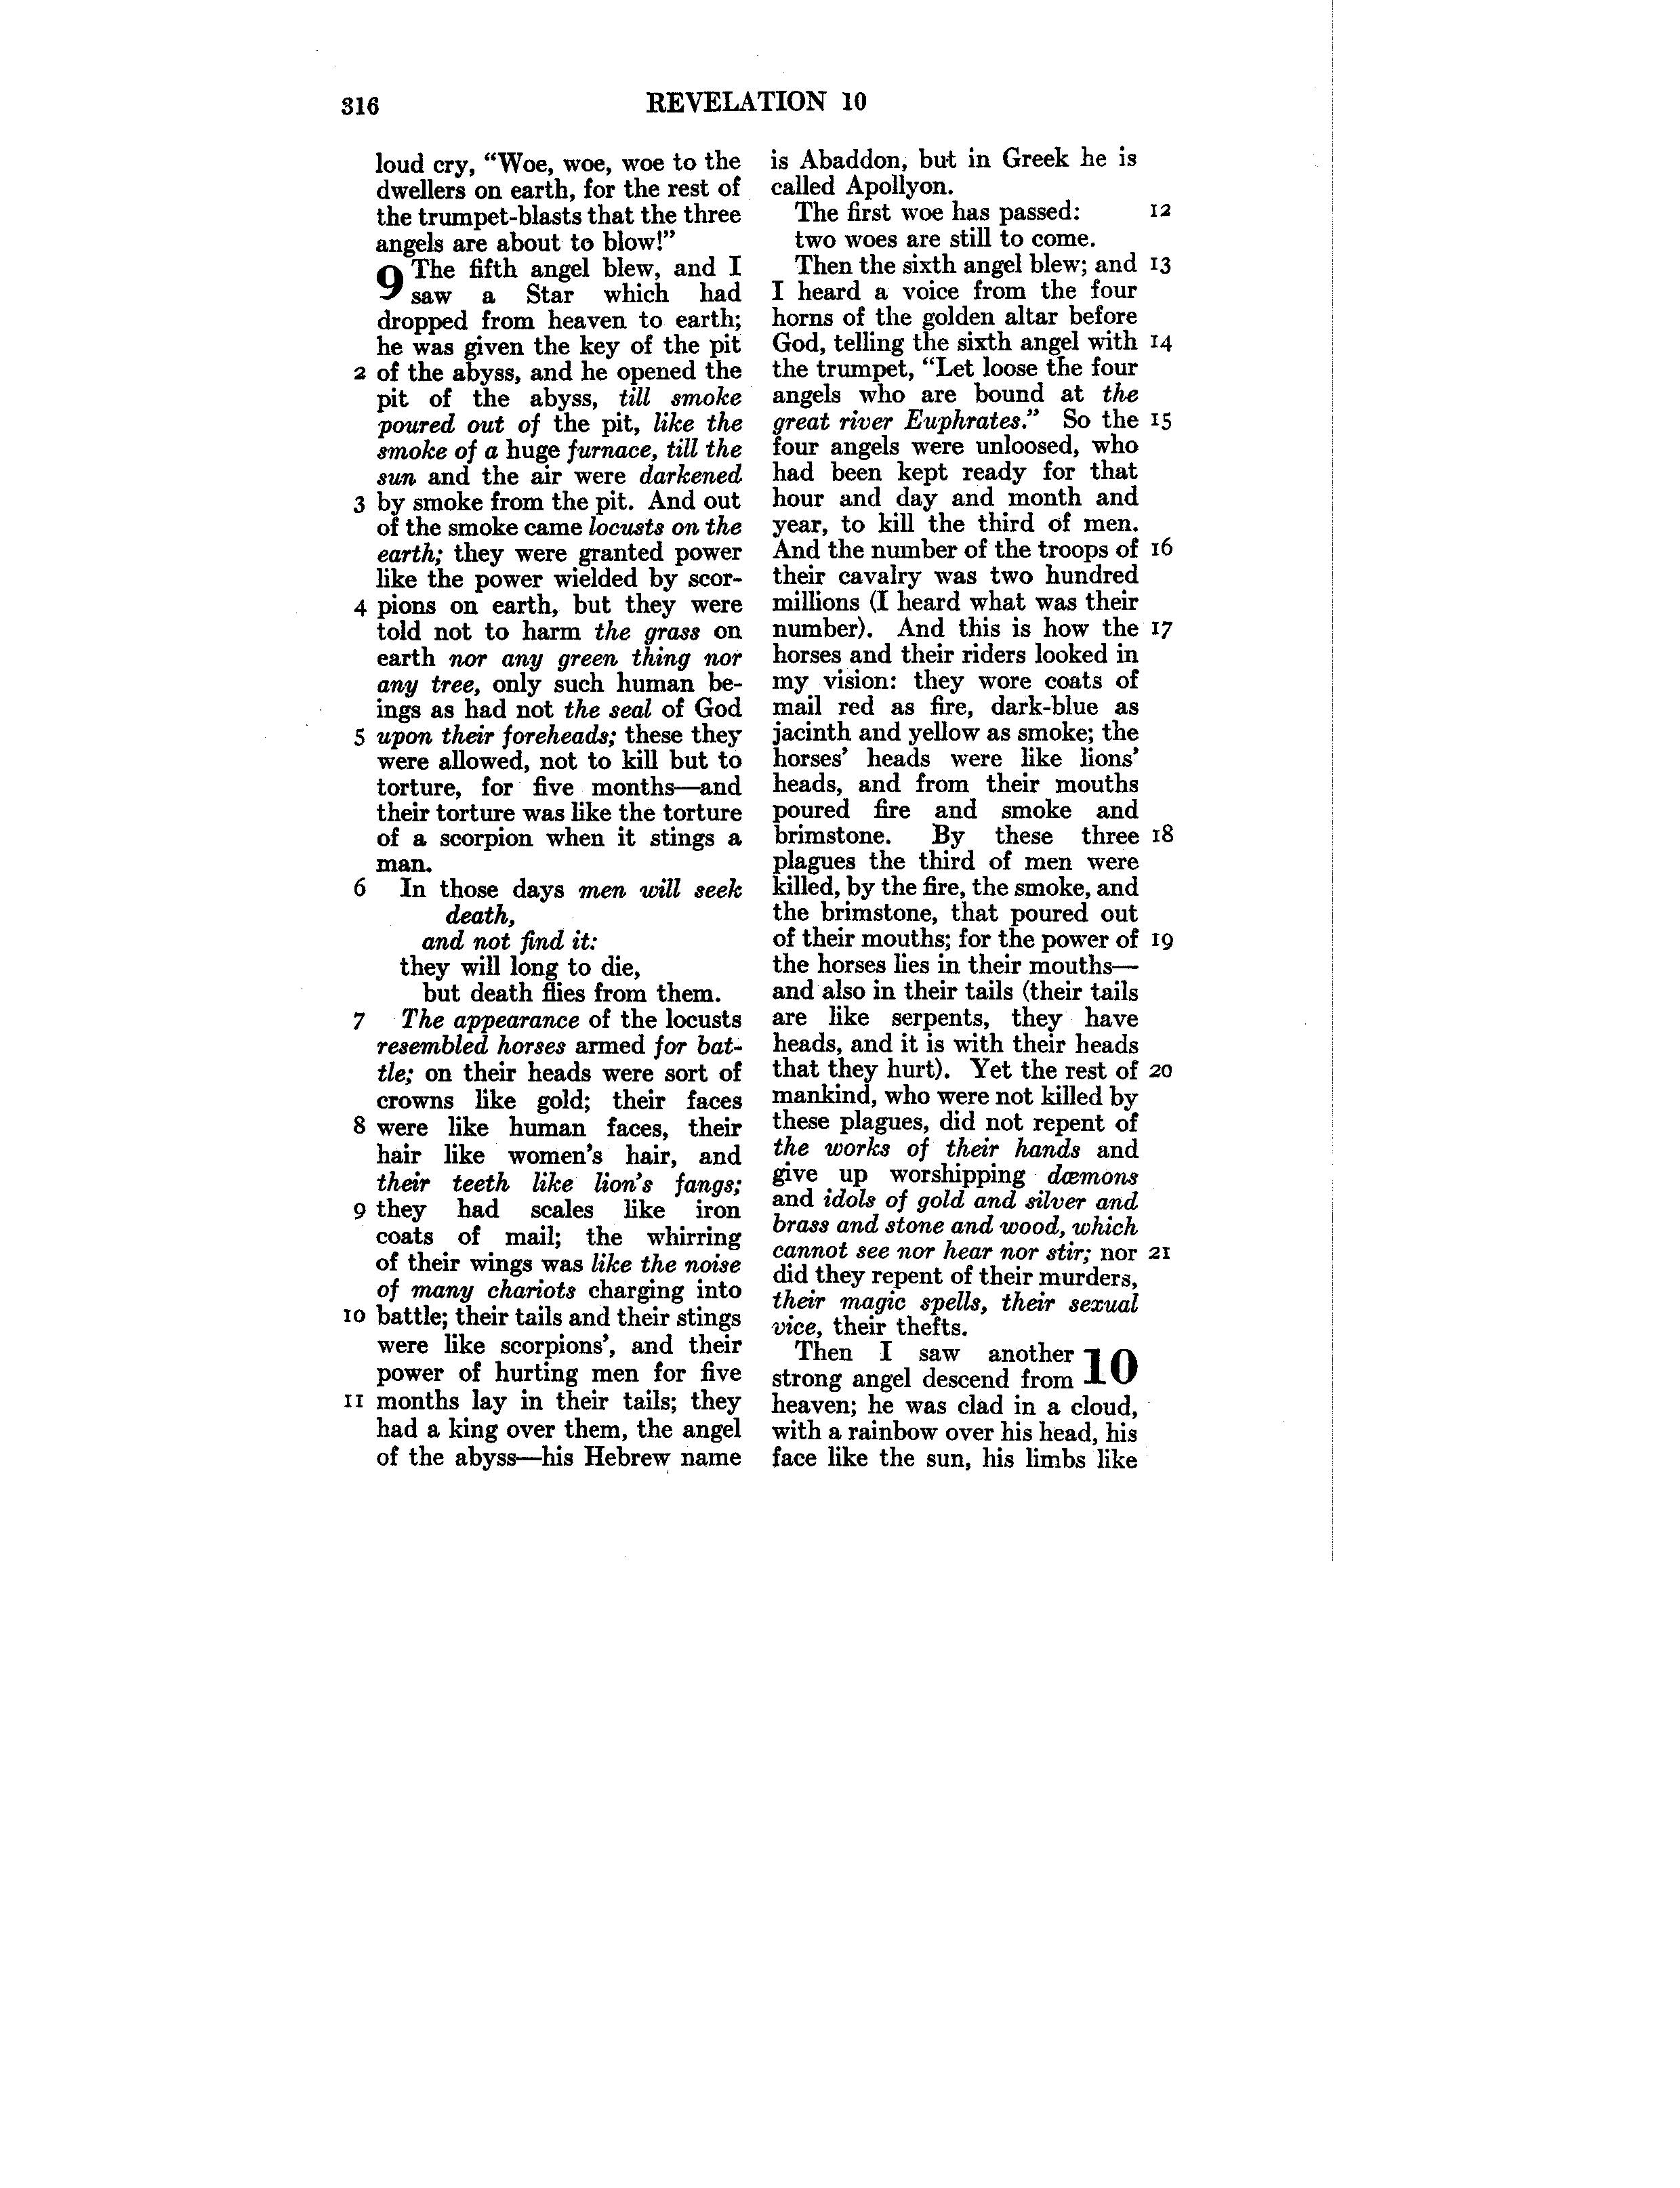 316
REVELATION 10
loud cry, “Woe, woe, woe to the
dwellers on earth, for the rest of
the trumpet-blasts that the three
angels are about to blow!”
9 The fifth angel blew, and I
saw a Star which had
dropped from heaven to earth;
he was given the key of the pit
2 of the abyss, and he opened the
pit of the abyss, till smoke
poured out of the pit, like the
smoke of a huge furnace, till the
sun and the air were darkened
3 by smoke from the pit. And out
of the smoke came locusts on the
earth; they were granted power
like the power wielded by scor-
4 pions on earth, but they were
told not to harm the grass on
earth nor any green thing nor
any tree, only such human be-
ings as had not the seal of God
5 upon their foreheads; these they
were allowed, not to kill but to
torture, for five months—and
their torture was like the torture
of a scorpion when it stings a
man.
6 In those days men will seek
death,
and not find it:
they will long to die,
but death flies from them.
7 The appearance of the locusts
resembled horses armed for bat-
tle; on their heads were sort of
crowns like gold; their faces
8 were like human faces, their
hair like women's hair, and
their teeth like lion's fangs;
9 they had scales like iron
coats of mail; the whirring
of their wings was like the noise
of many chariots charging into
10 battle; their tails and their stings
were like scorpions', and their
power of hurting men for five
11 months lay in their tails; they
had a king over them, the angel
of the abyss—his Hebrew name
is Abaddon, but in Greek he is
called Apollyon.
The first woe has passed: 12
two woes are still to come.
Then the sixth angel blew; and 13
I heard a voice from the four
horns of the golden altar before
God, telling the sixth angel with 14
the trumpet, “Let loose the four
angels who are bound at the
great river Euphrates.” So the 15
four angels were unloosed, who
had been kept ready for that
hour and day and month and
year, to kill the third of men.
And the number of the troops of 16
their cavalry was two hundred
millions (I heard what was their
number). And this is how the 17
horses and their riders looked in
my vision: they wore coats of
mail red as fire, dark-blue as
jacinth and yellow as smoke; the
horses' heads were like lions'
heads, and from their mouths
poured fire and smoke and
brimstone. By these three 18
plagues the third of men were
killed, by the fire, the smoke, and
the brimstone, that poured out
of their mouths; for the power of 19
the horses lies in their mouths—
and also in their tails (their tails
are like serpents, they have
heads, and it is with their heads
that they hurt). Yet the rest of 20
mankind, who were not killed by
these plagues, did not repent of
the works of their hands and
give up worshipping dæmons
and idols of gold and silver and
brass and stone and wood, which
cannot see nor hear nor stir; nor 21
did they repent of their murders,
their magic spells, their sexual
vice, their thefts.
Then I saw another 10
strong angel descend from
heaven; he was clad in a cloud,
with a rainbow over his head, his
face like the sun, his limbs like